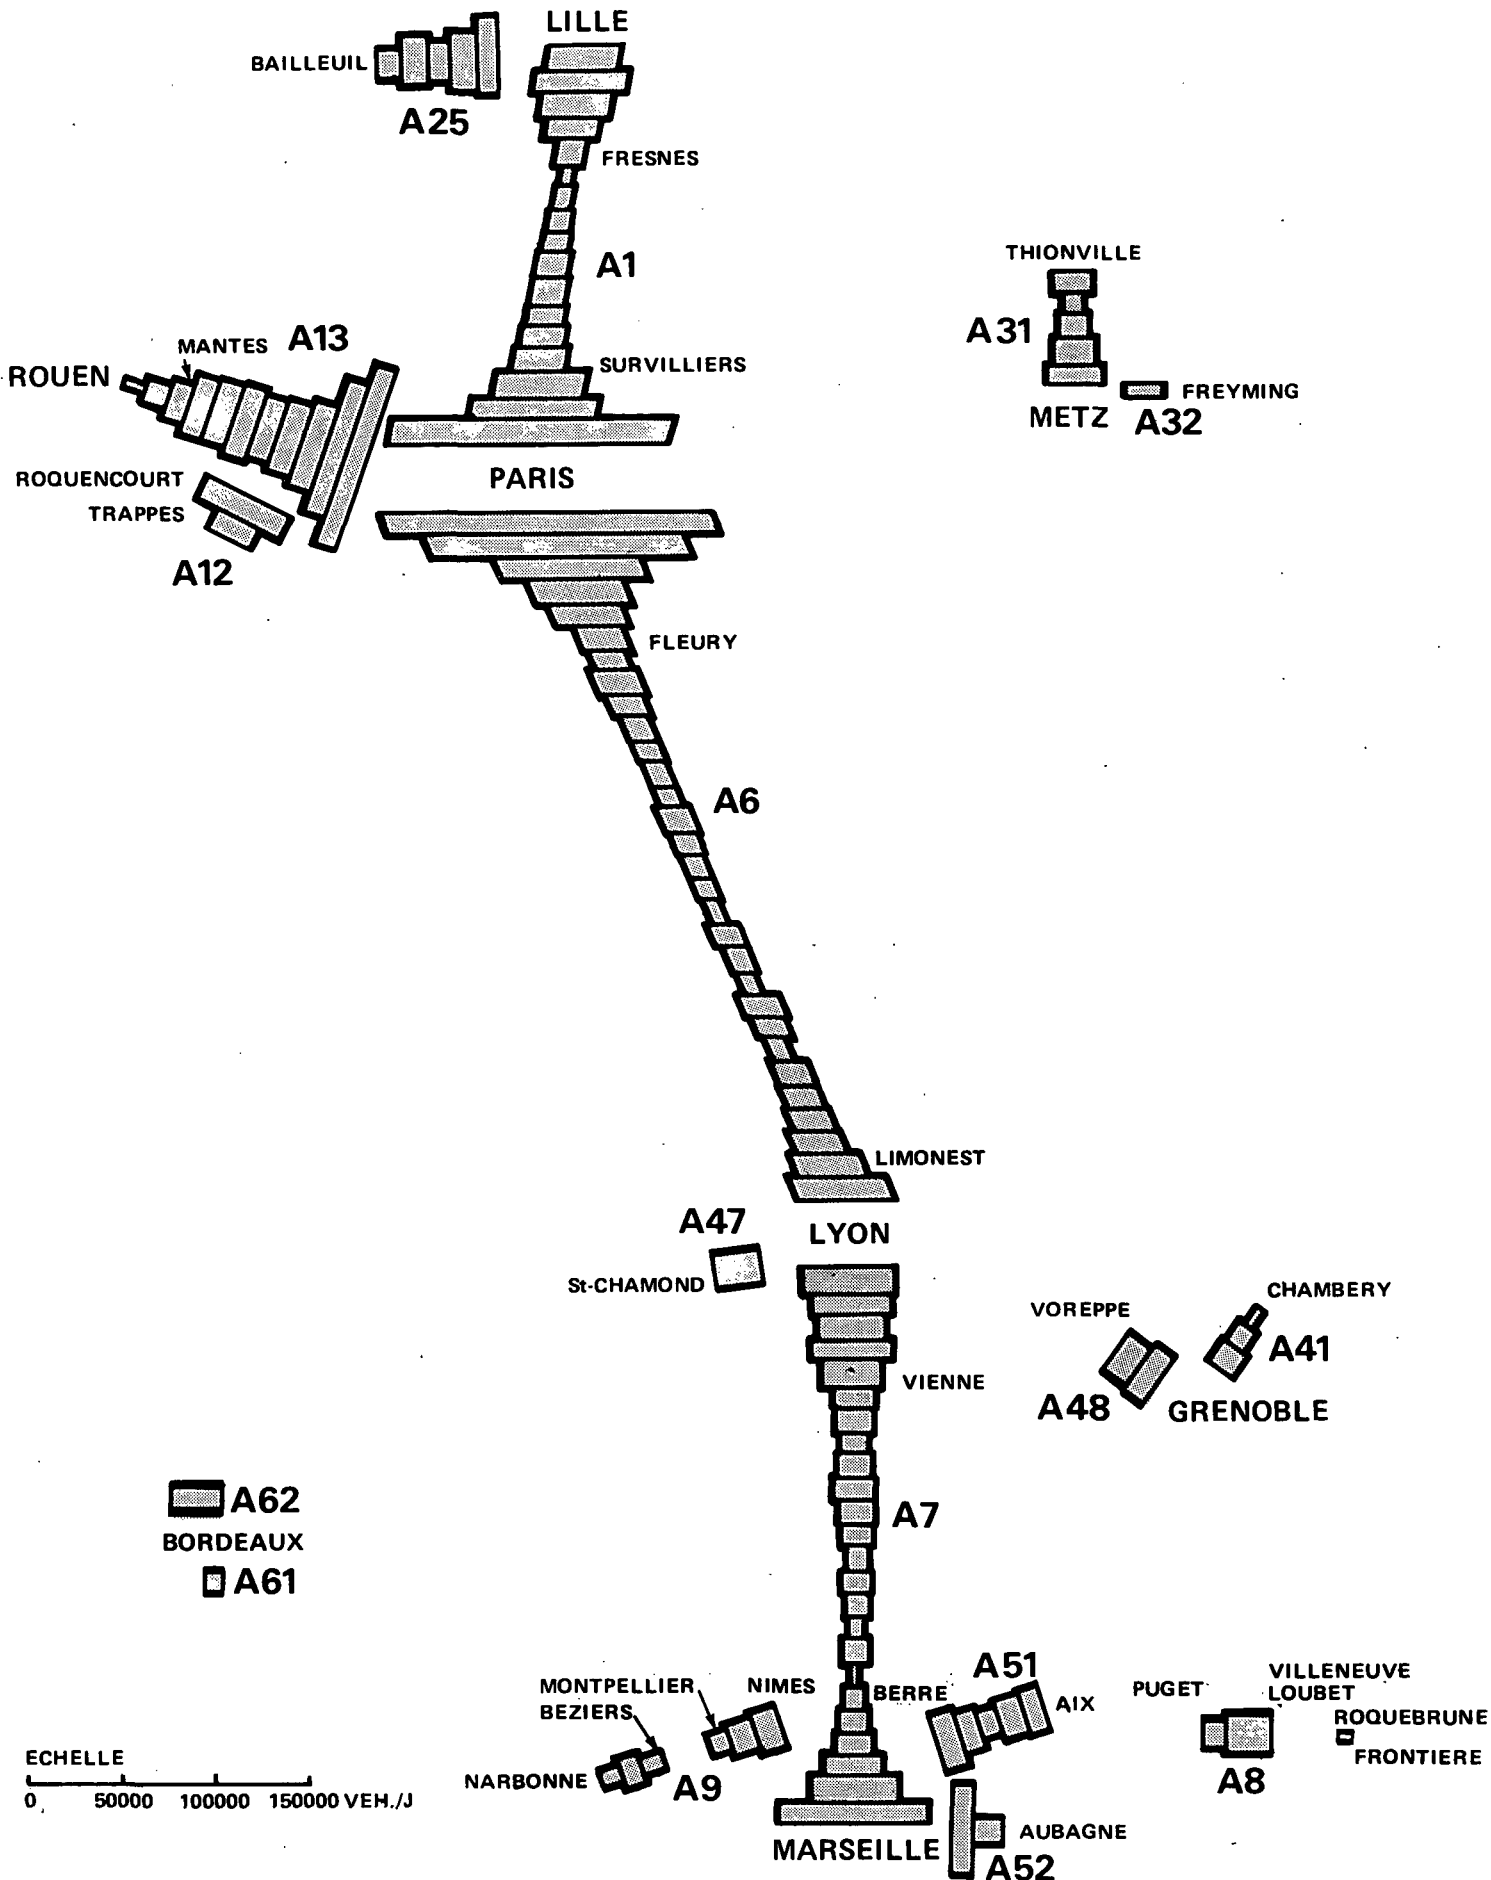 LILLE
BAILLEUIL
A25
FRESNES
A1
THIONVILLE
A31
MANTES
A13
ROUEN
SURVILLIERS
FREYMING
METZ
A32
PARIS
ROQUENCOURT
TRAPPES
A12
FLEURY
A6
LIMONEST
A47
LYON
St-CHAMOND
CHAMBERY
VOREPPE
A41
VIENNE
A48
GRENOBLE
A62
A7
BORDEAUX
A61
A51
MONTPELLIER
NIMES
BERRE
PUGET
VILLENEUVE
LOUBET
BEZIERS
AIX
ROQUEBRUNE
FRONTIERE
ECHELLE
NARBONNE
A9
A8
0 50000 100000 150000 VEH./J
AUBAGNE
MARSEILLE
A52